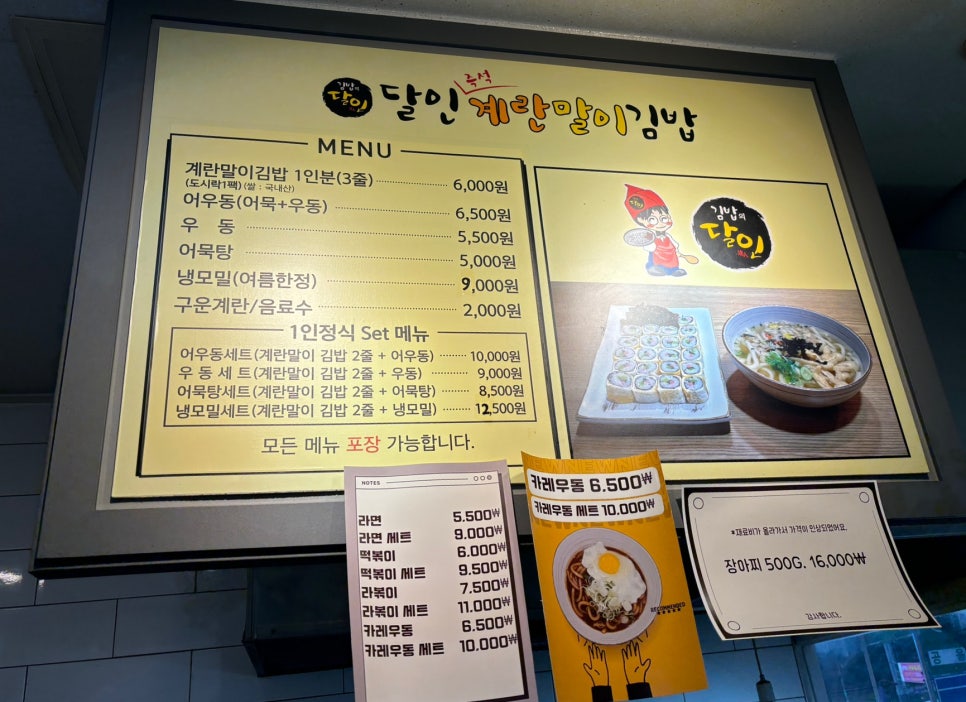 김밥의 달인 달인 즉석 계란말이김밥
MENU
계란말이김밥 1인분(3줄) 6,000원
(도시락1팩)(쌀 : 국내산)
어우동(어묵+우동) 6,500원
우 동 5,500원
어묵탕 5,000원
냉모밀(여름한정) 9,000원
구운계란/음료수 2,000원
1인정식 Set 메뉴
어우동세트(계란말이 김밥 2줄 + 어우동) 10,000원
우동세트(계란말이 김밥 2줄 + 우동) 9,000원
어묵탕세트(계란말이 김밥 2줄 + 어묵탕) 8,500원
냉모밀세트(계란말이 김밥 2줄 + 냉모밀) 12,500원
모든 메뉴 포장 가능합니다.
김밥의
달인
NOTES
라면 5.500₩
라면 세트 9.000₩
떡볶이 6.000₩
떡볶이 세트 9.500₩
라볶이 7.500₩
라볶이 세트 11.000₩
카레우동 6.500₩
카레우동 세트 10.000₩
카레우동 6.500₩
카레우동 세트 10.000₩
RECOMMENDED
*재료비가 올라가서 가격이 인상되었어요.
장아찌 500G. 16,000₩
감사합니다.